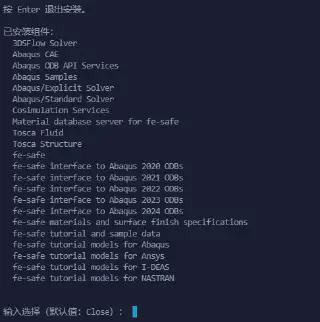 按 Enter 退出安装。
已安装组件:
3DSFlow Solver
Abaqus CAE
Abaqus ODB API Services
Abaqus Samples
Abaqus/Explicit Solver
Abaqus/Standard Solver
Cosimulation Services
Material database server for fe-safe
Tosca Fluid
Tosca Structure
fe-safe
fe-safe interface to Abaqus 2020 ODBs
fe-safe interface to Abaqus 2021 ODBs
fe-safe interface to Abaqus 2022 ODBs
fe-safe interface to Abaqus 2023 ODBs
fe-safe interface to Abaqus 2024 ODBs
fe-safe materials and surface finish specifications
fe-safe tutorial and sample data
fe-safe tutorial models for Abaqus
fe-safe tutorial models for Ansys
fe-safe tutorial models for I-DEAS
fe-safe tutorial models for NASTRAN
输入选择 (默认值: Close) :